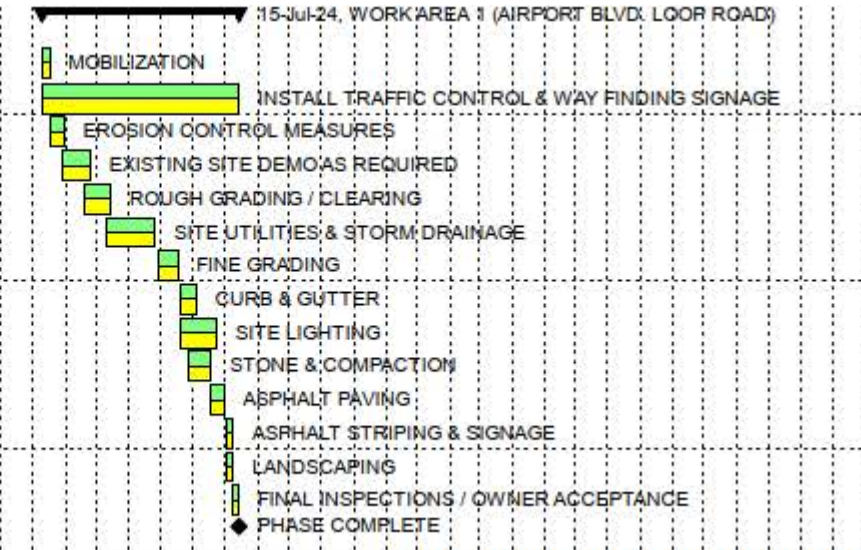 15-Jul-24, WORK AREA 1 (AIRPORT BLVD. LOOP ROAD)
MOBILIZATION
INSTALL TRAFFIC CONTROL & WAY FINDING SIGNAGE
EROSION CONTROL MEASURES
EXISTING SITE DEMO AS REQUIRED
ROUGH GRADING / CLEARING
SITE UTILITIES & STORM DRAINAGE
FINE GRADING
CURB & GUTTER
SITE LIGHTING
STONE & COMPACTION
ASPHALT PAVING
ASPHALT STRIPING & SIGNAGE
LANDSCAPING
FINAL INSPECTIONS / OWNER ACCEPTANCE
PHASE COMPLETE